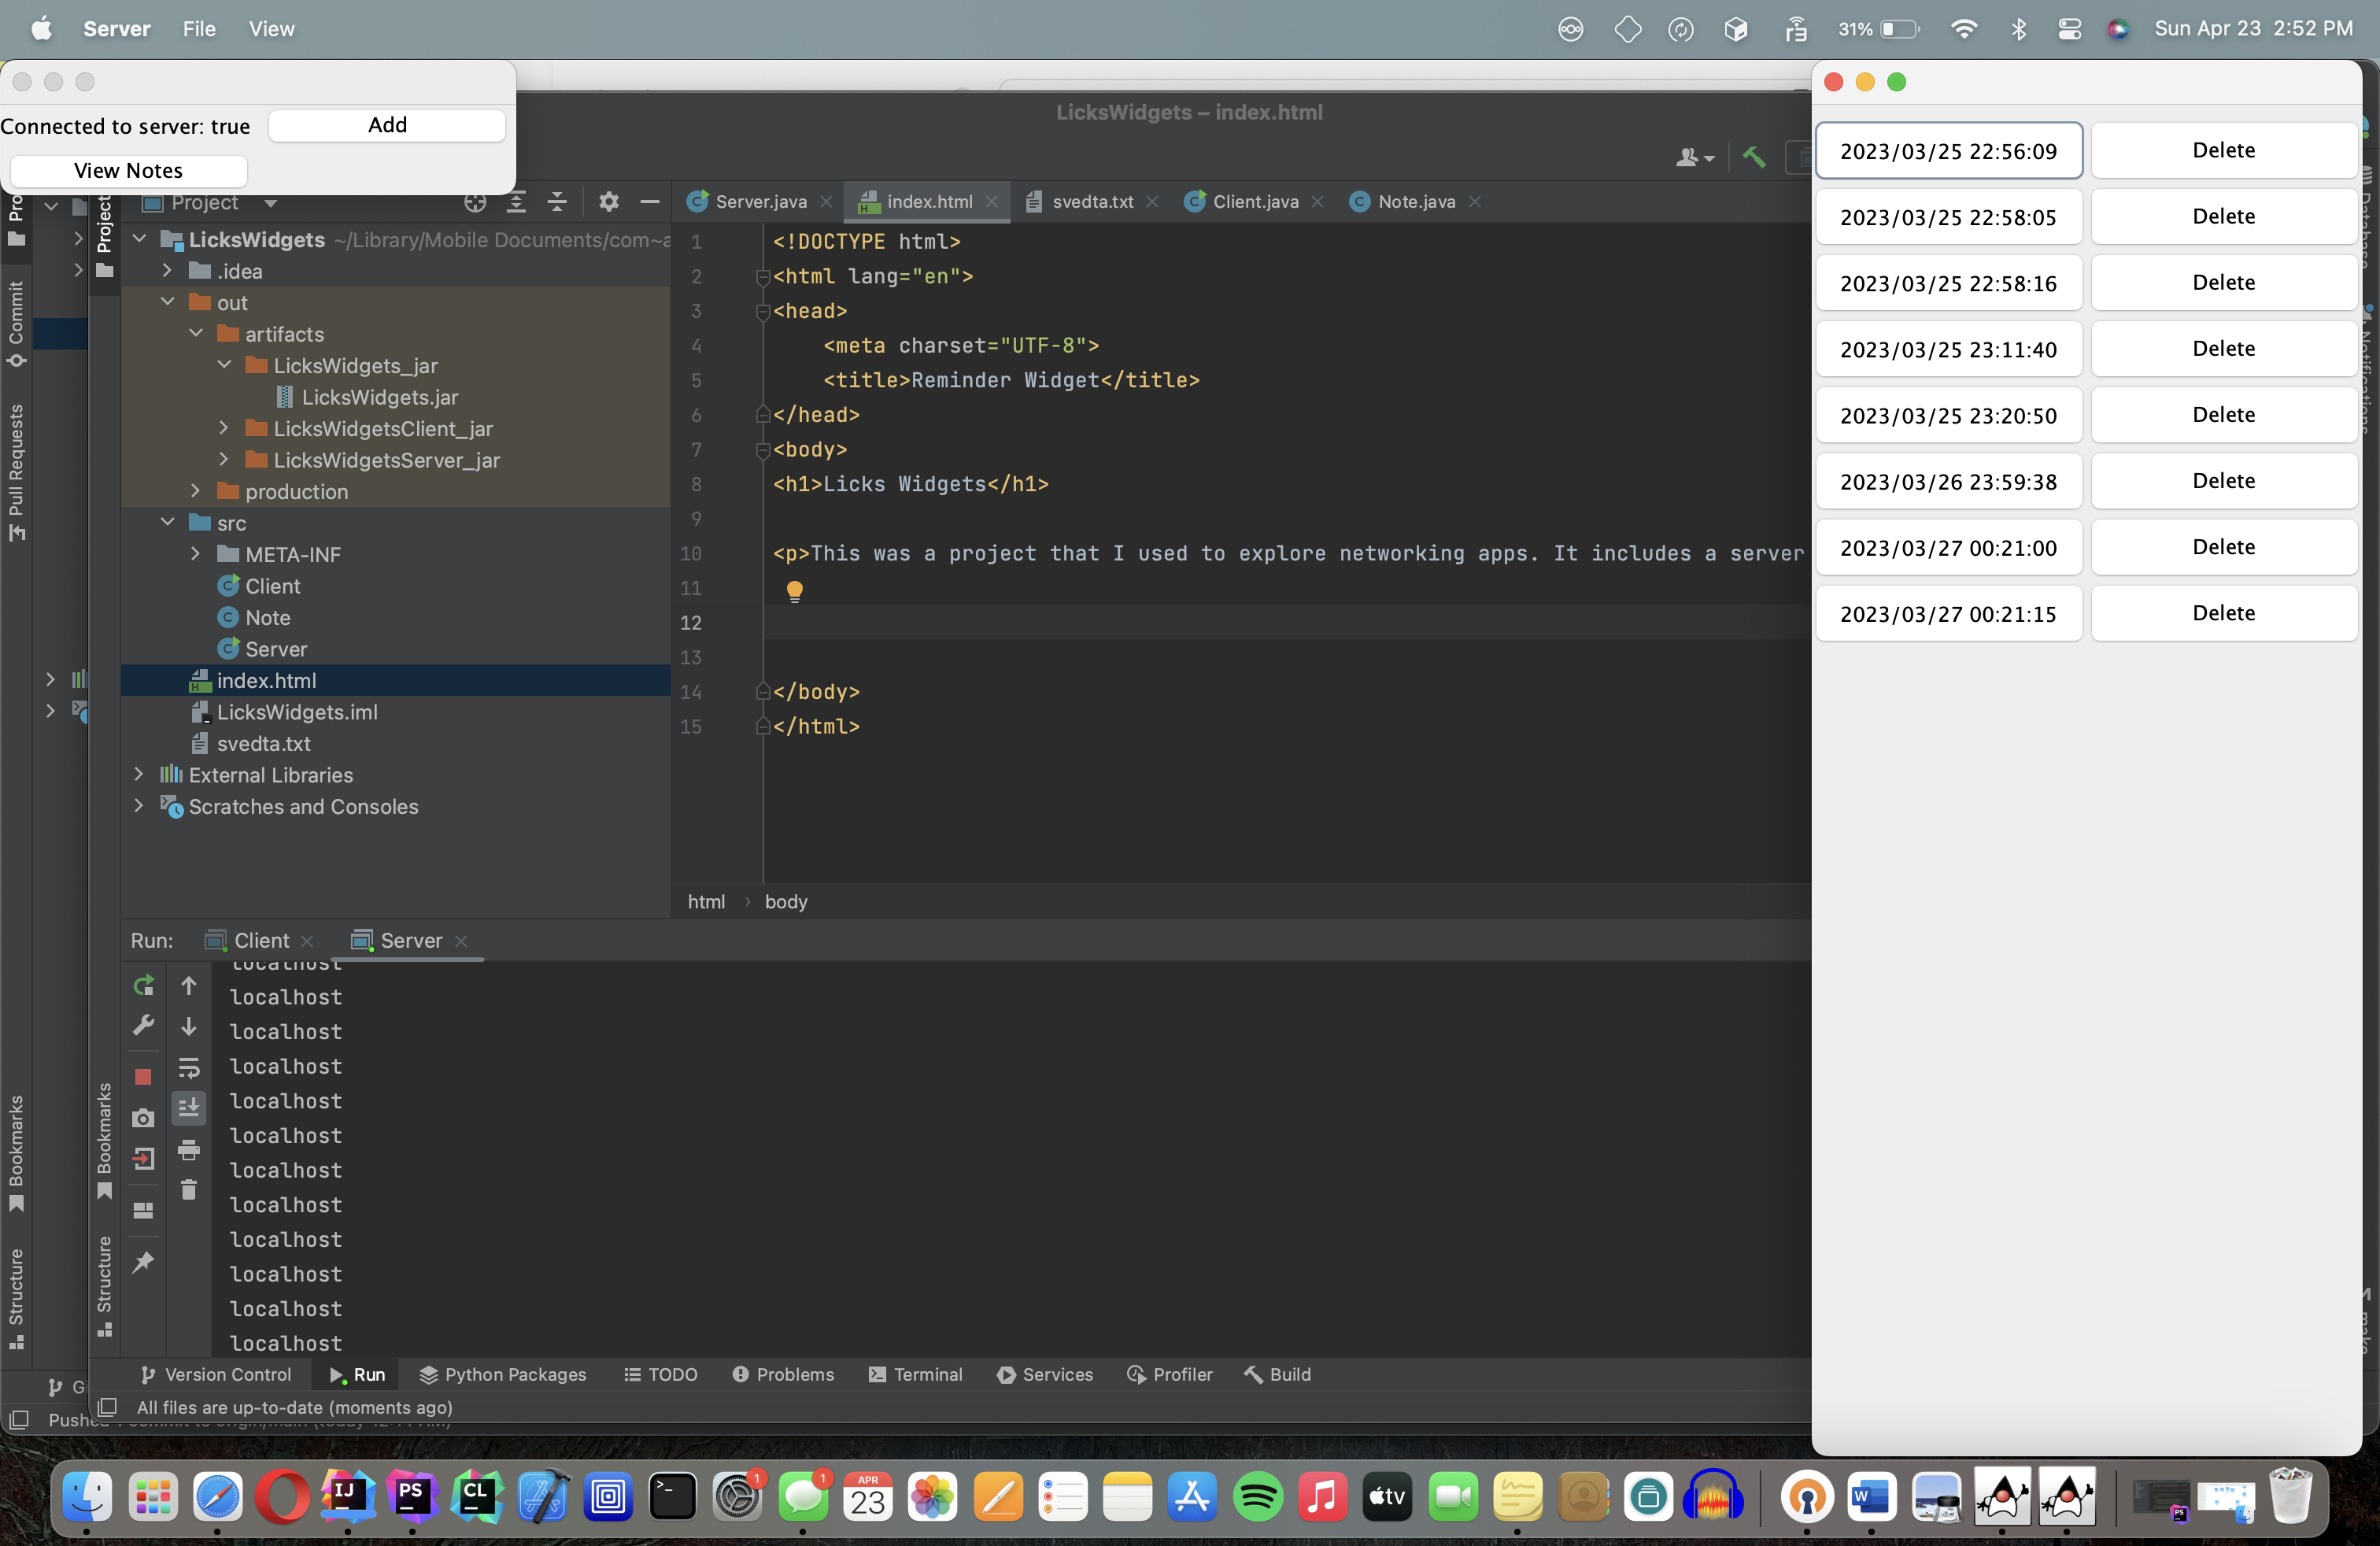 Server File View
31% Sun Apr 23 2:52 PM
Connected to server: true Add
View Notes
LicksWidgets – index.html
Project
Server.java index.html svedta.txt Client.java Note.java
LicksWidgets ~/Library/Mobile Documents/com~a
.idea
out
artifacts
LicksWidgets_jar
LicksWidgets.jar
LicksWidgetsClient_jar
LicksWidgetsServer_jar
production
src
META-INF
Client
Note
Server
index.html
LicksWidgets.iml
svedta.txt
External Libraries
Scratches and Consoles
Project
Commit
Pull Requests
Bookmarks
Structure
Bookmarks
Structure
1 <!DOCTYPE html>
2 <html lang="en">
3 <head>
4 <meta charset="UTF-8">
5 <title>Reminder Widget</title>
6 </head>
7 <body>
8 <h1>Licks Widgets</h1>
9
10 <p>This was a project that I used to explore networking apps. It includes a server
11
12
13
14 </body>
15 </html>
html › body
2023/03/25 22:56:09 Delete
2023/03/25 22:58:05 Delete
2023/03/25 22:58:16 Delete
2023/03/25 23:11:40 Delete
2023/03/25 23:20:50 Delete
2023/03/26 23:59:38 Delete
2023/03/27 00:21:00 Delete
2023/03/27 00:21:15 Delete
Run: Client Server
localhost
localhost
localhost
localhost
localhost
localhost
localhost
localhost
localhost
localhost
localhost
localhost
Version Control Run Python Packages TODO Problems Terminal Services Profiler Build
All files are up-to-date (moments ago)
IJ PS CL 1 1 APR 23 tv W PS